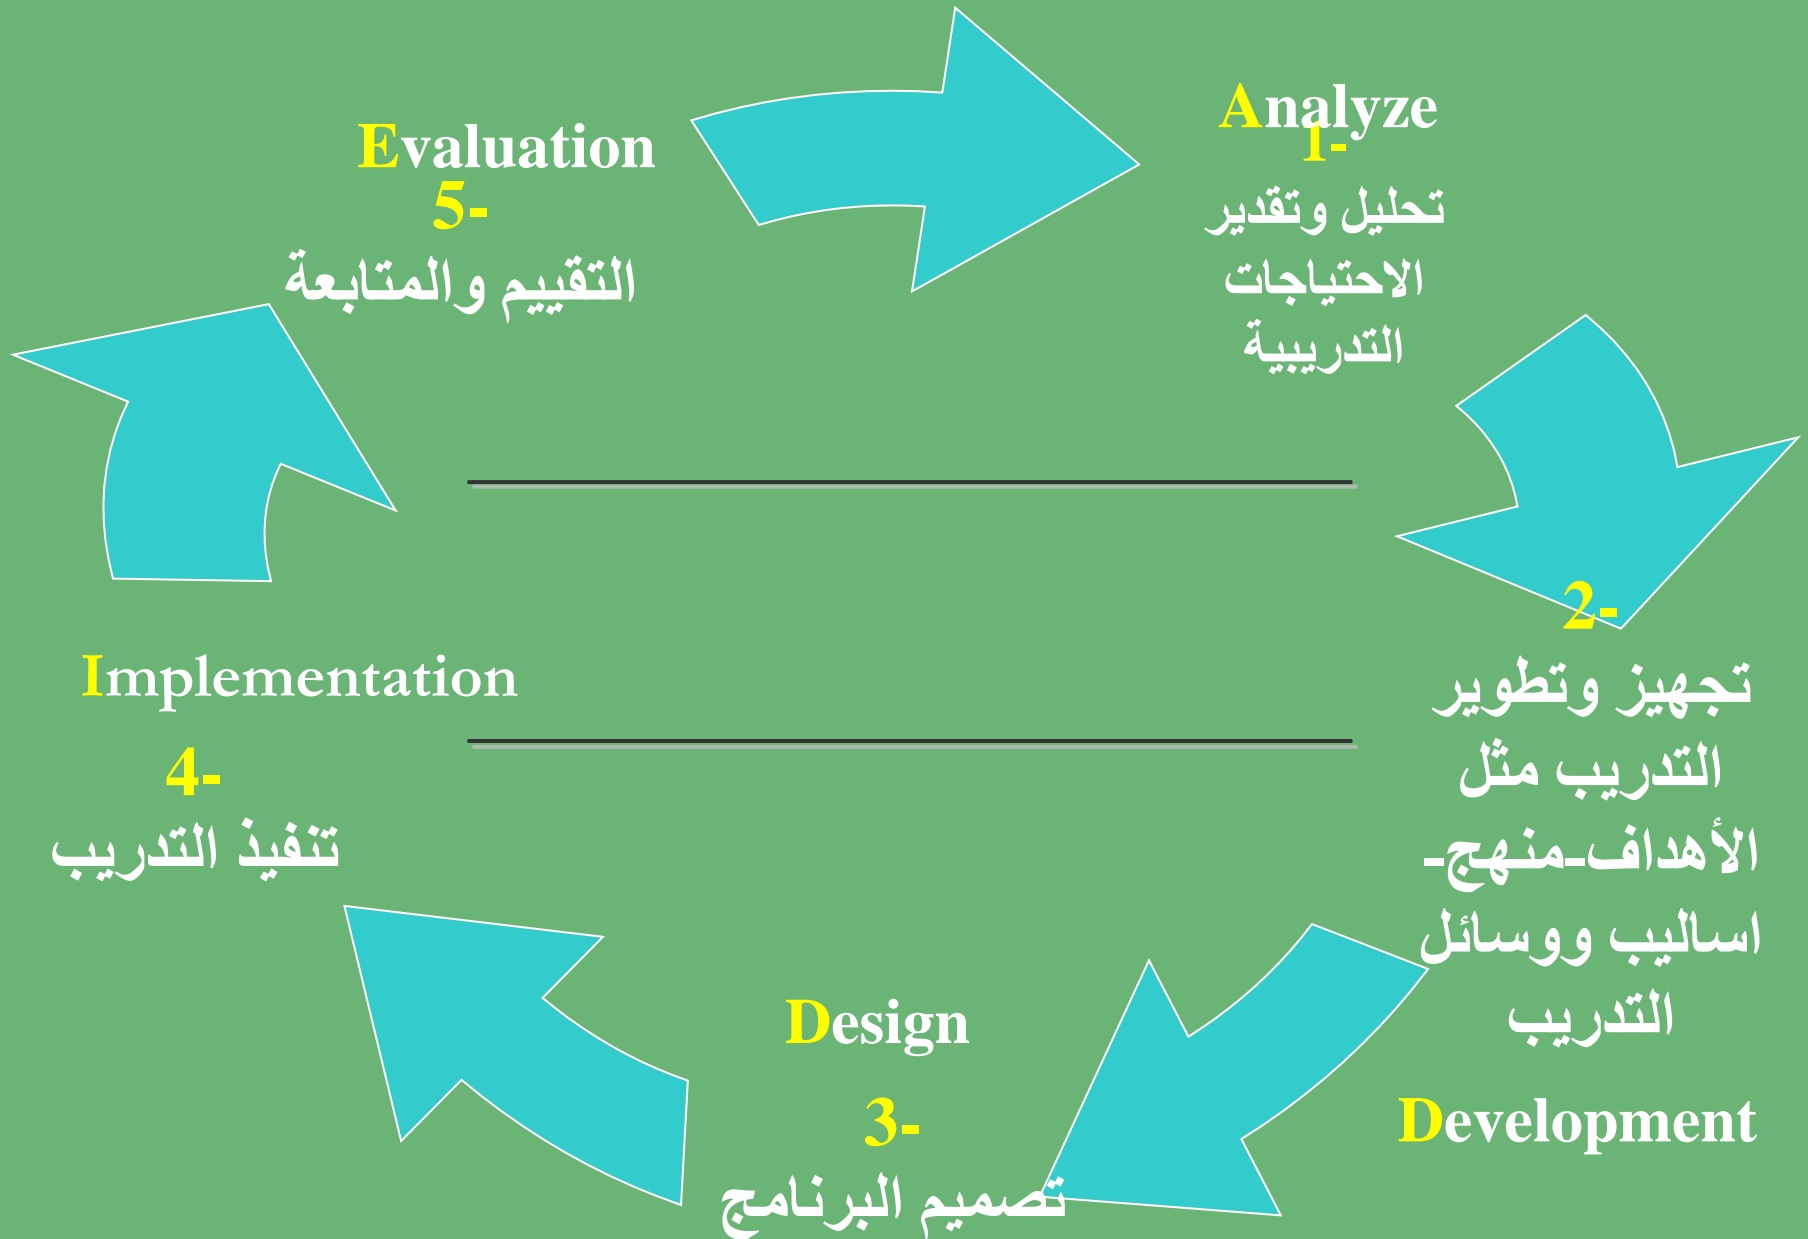 Analyze
1-
تحليل وتقدير
الاحتياجات
التدريبية
2-
تجهيز وتطوير
التدريب مثل
الأهداف-منهج-
اساليب ووسائل
التدريب
Development
Design
3-
تصميم البرنامج
Implementation
4-
تنفيذ التدريب
Evaluation
5-
التقييم والمتابعة